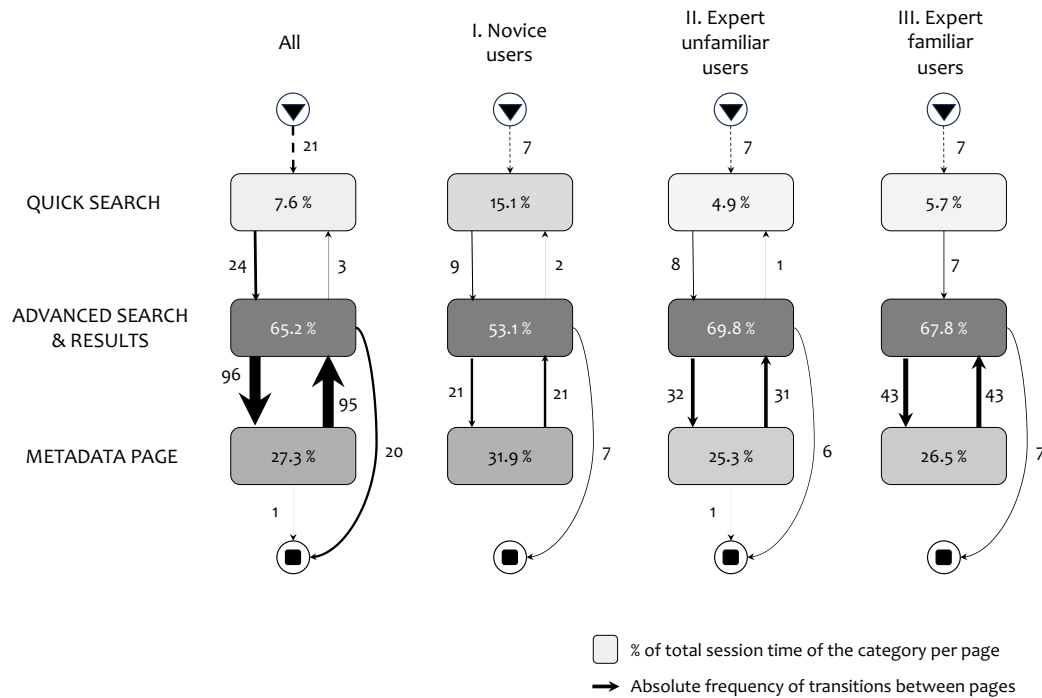 All
I. Novice
users
II. Expert
unfamiliar
users
III. Expert
familiar
users
21
7
7
7
QUICK SEARCH
7.6 %
15.1 %
4.9 %
5.7 %
24
3
9
2
8
1
7
ADVANCED SEARCH
& RESULTS
65.2 %
53.1 %
69.8 %
67.8 %
96
95
21
21
32
31
43
43
METADATA PAGE
27.3 %
20
31.9 %
7
25.3 %
6
26.5 %
7
1
1
% of total session time of the category per page
Absolute frequency of transitions between pages